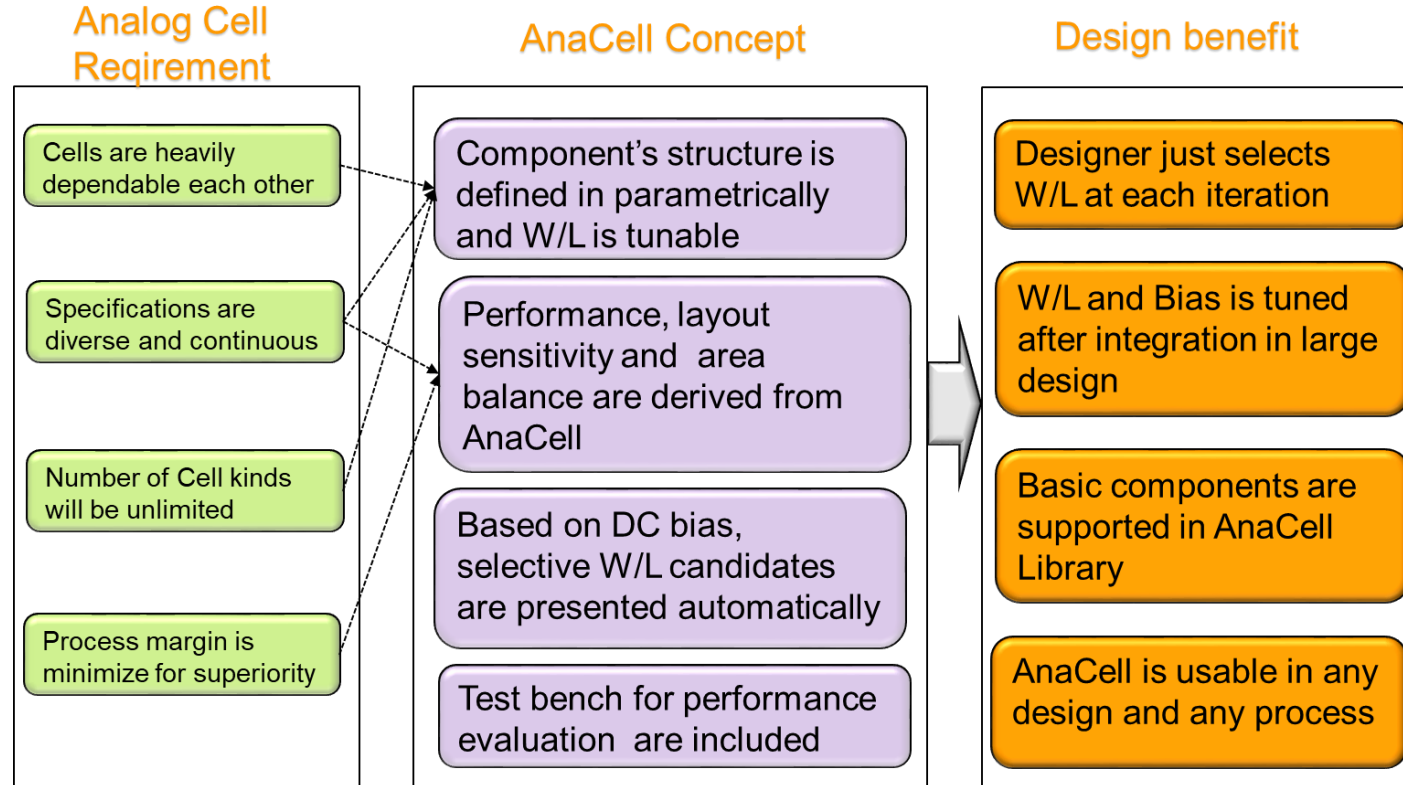 Analog Cell
Reqirement
Cells are heavily
dependable each other
Specifications are
diverse and continuous
Number of Cell kinds
will be unlimited
Process margin is
minimize for superiority
AnaCell Concept
Component’s structure is
defined in parametrically
and W/L is tunable
Performance, layout
sensitivity and area
balance are derived from
AnaCell
Based on DC bias,
selective W/L candidates
are presented automatically
Test bench for performance
evaluation are included
Design benefit
Designer just selects
W/L at each iteration
W/L and Bias is tuned
after integration in large
design
Basic components are
supported in AnaCell
Library
AnaCell is usable in any
design and any process